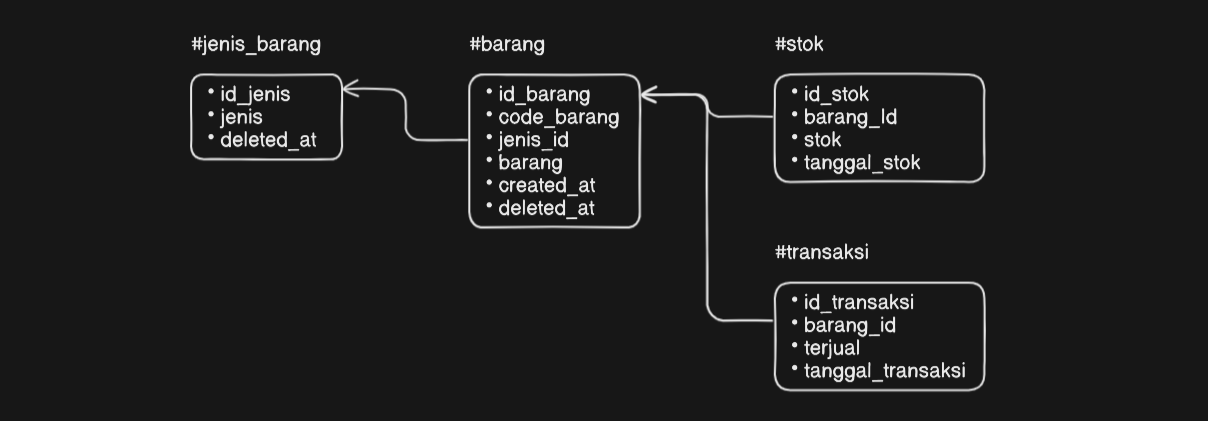 #jenis_barang
• id_jenis
• jenis
• deleted_at
#barang
• id_barang
• code_barang
• jenis_id
• barang
• created_at
• deleted_at
#stok
• id_stok
• barang_Id
• stok
• tanggal_stok
#transaksi
• id_transaksi
• barang_id
• terjual
• tanggal_transaksi